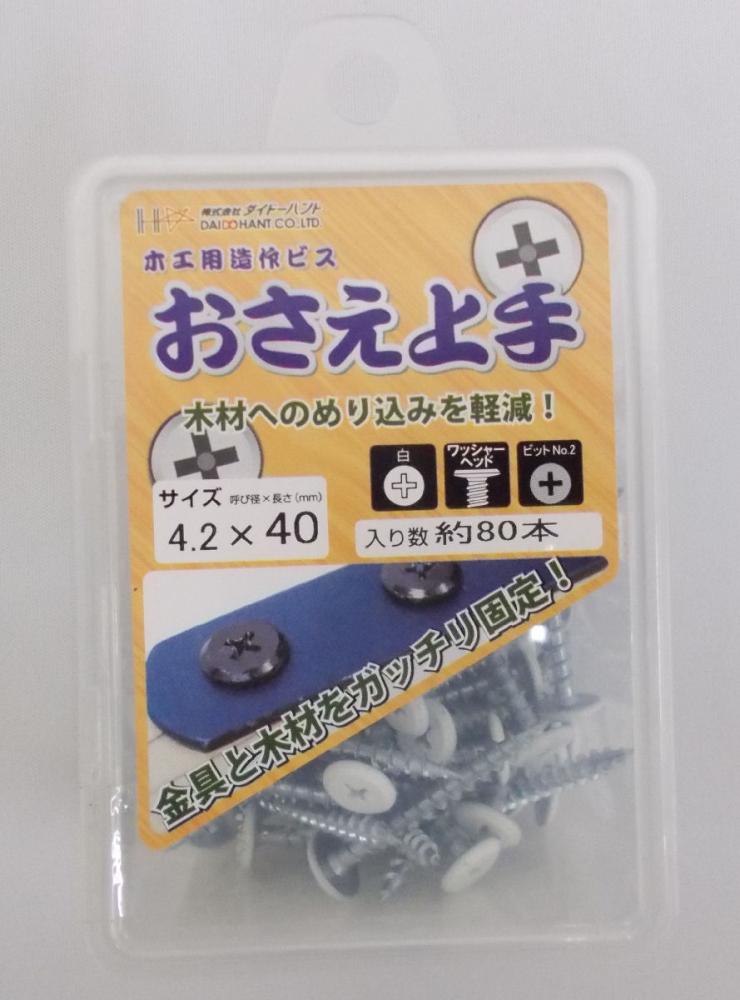 株式会社 ダイドーハント
DAIDOHANT CO.,LTD.
木工用造作ビス
おさえ上手
木材へのめり込みを軽減！
白
ワッシャー
ヘッド
ビットNo.2
サイズ 呼び径×長さ(mm)
4.2×40
入り数 約80本
金具と木材をガッチリ固定！